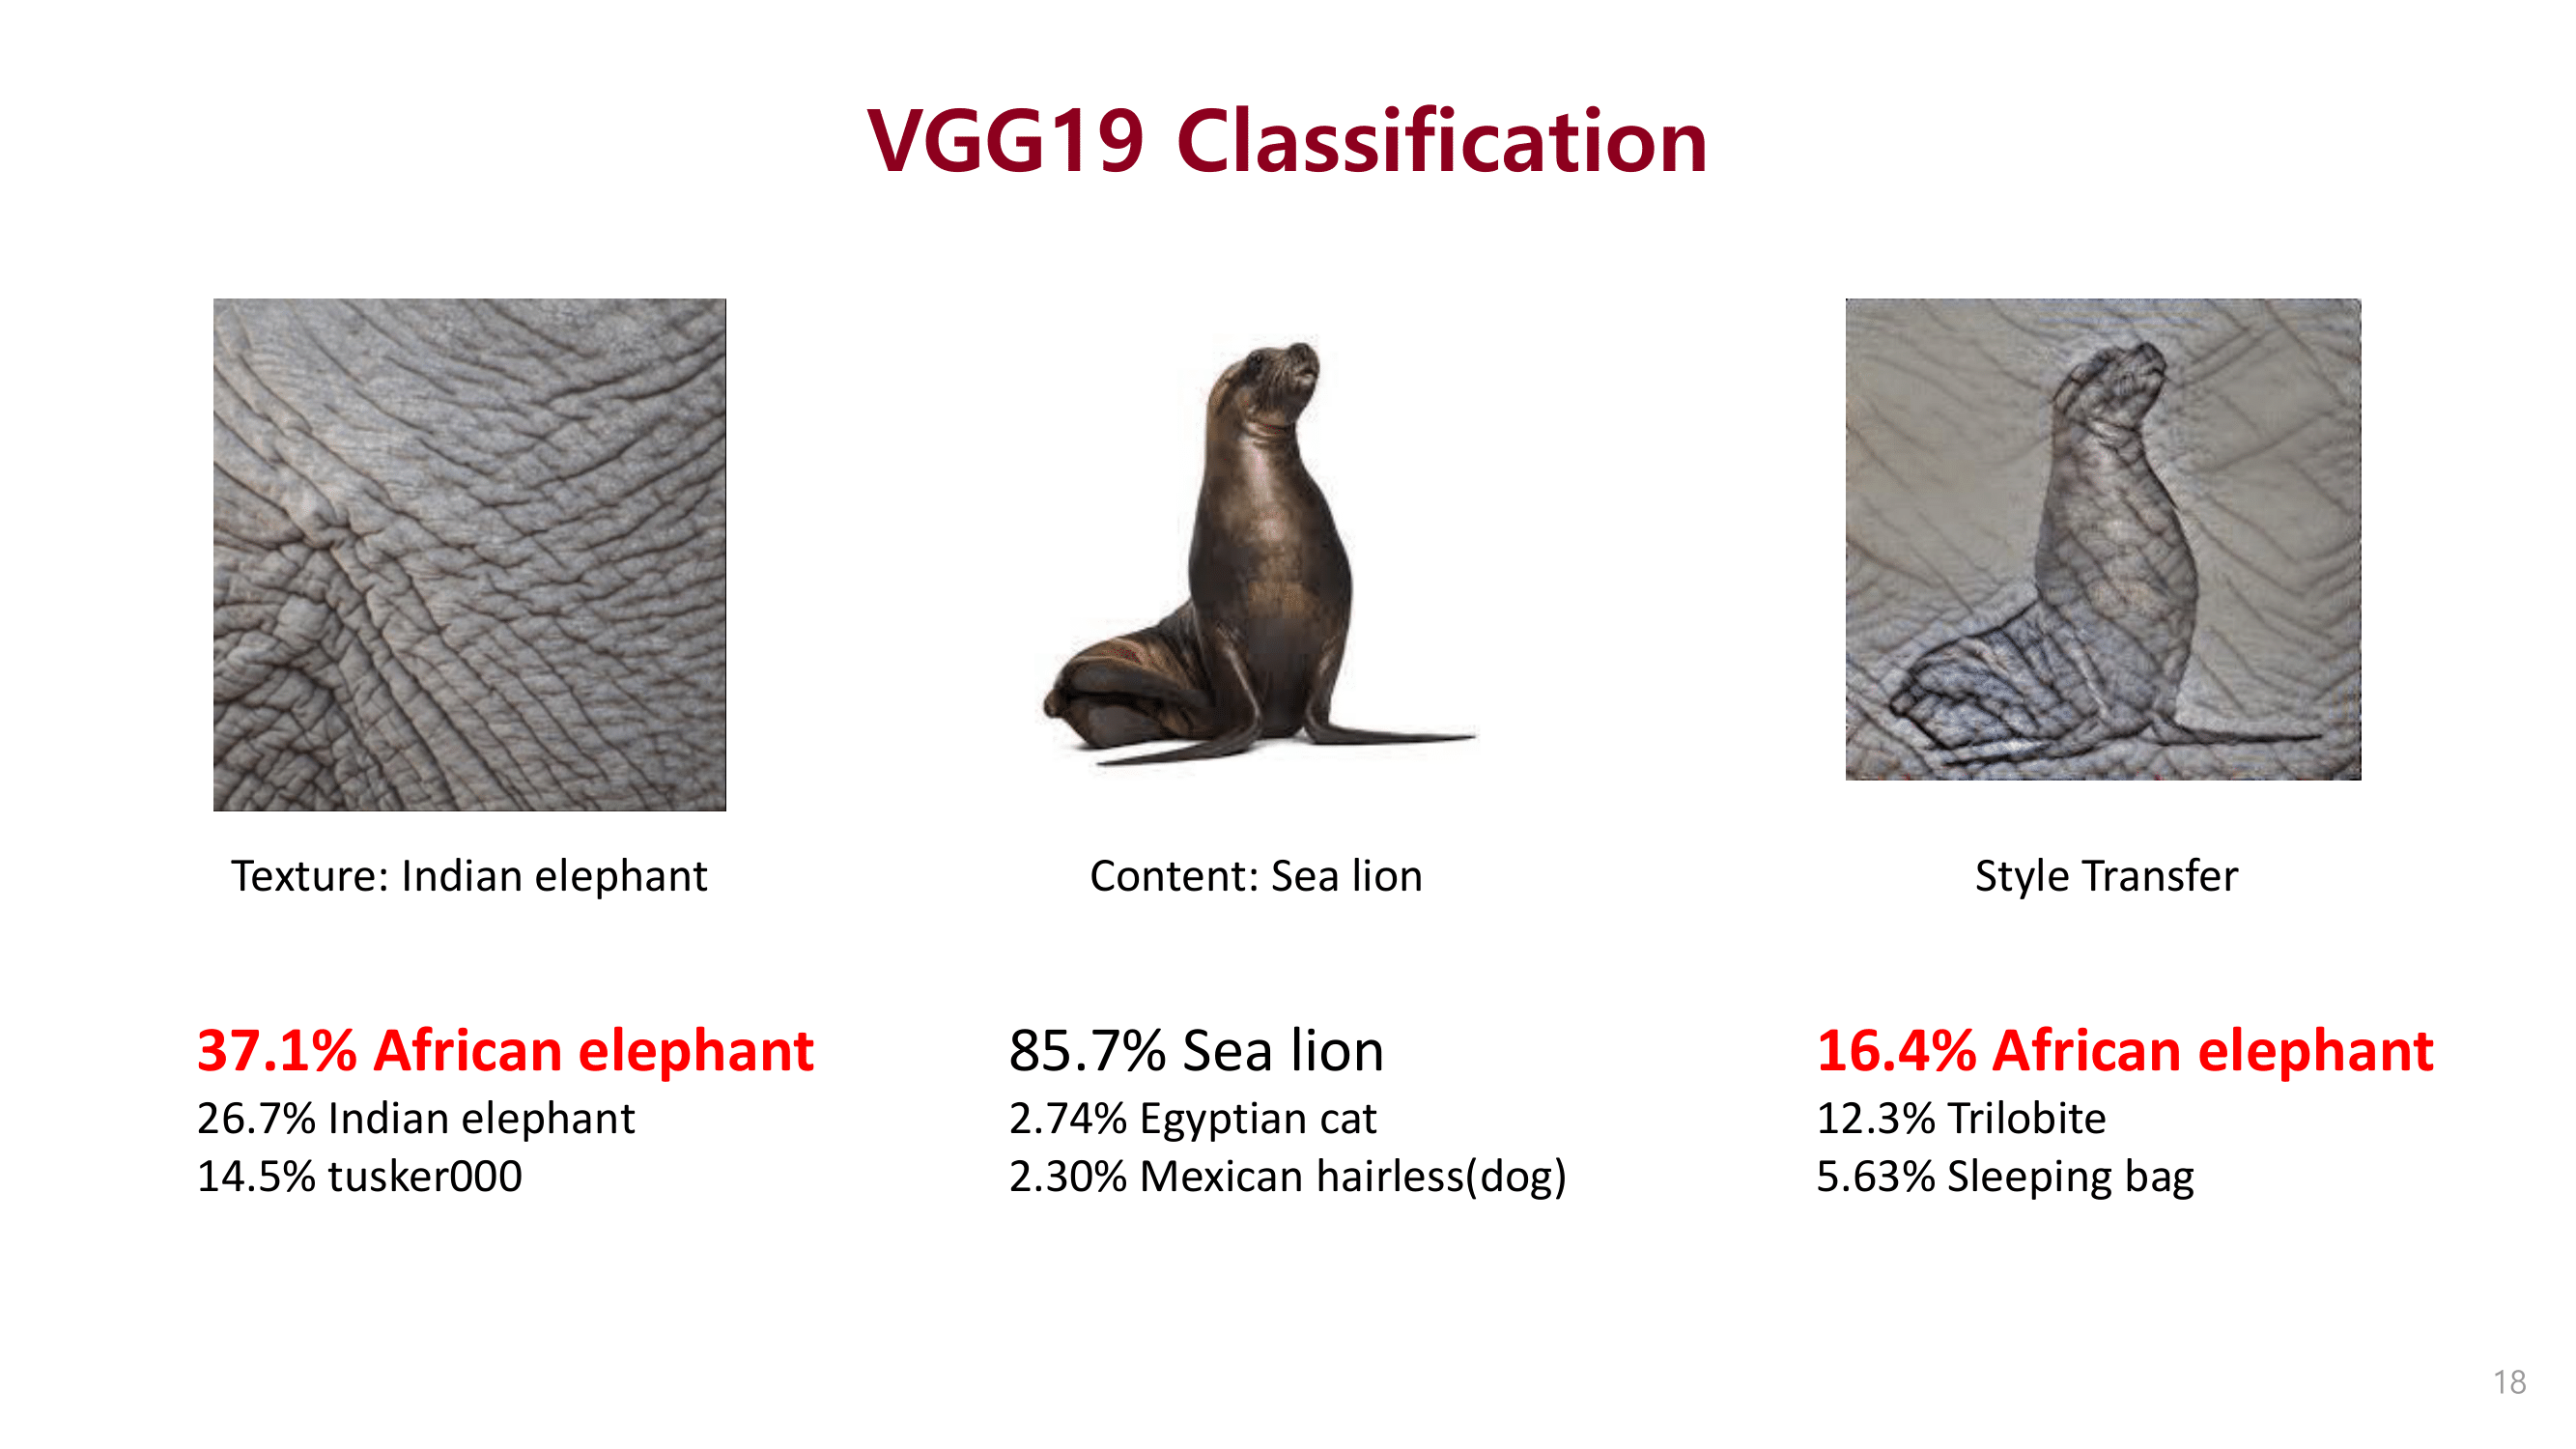 VGG19 Classification
Texture: Indian elephant
Content: Sea lion
Style Transfer
37.1% African elephant
26.7% Indian elephant
14.5% tusker000
85.7% Sea lion
2.74% Egyptian cat
2.30% Mexican hairless(dog)
16.4% African elephant
12.3% Trilobite
5.63% Sleeping bag
18